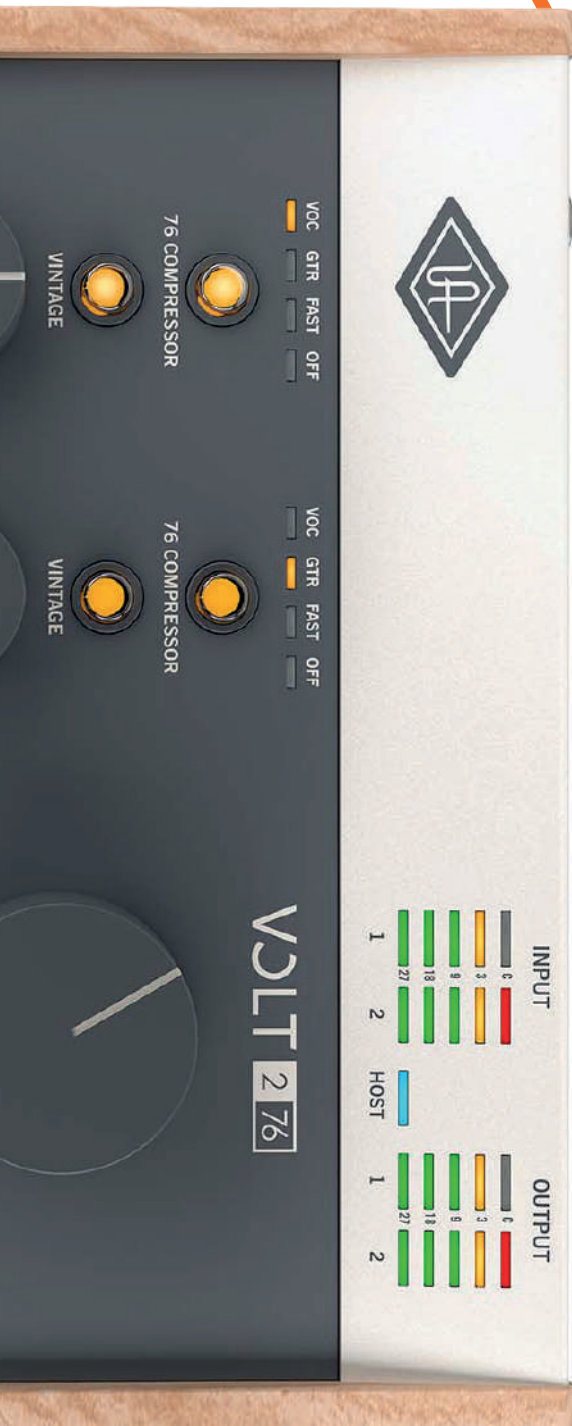 UA
INPUT
OUTPUT
C
C
3
3
9
9
18
18
27
27
1 2 HOST 1 2
VOC GTR FAST OFF
VOC GTR FAST OFF
VOLT 2 76
76 COMPRESSOR
76 COMPRESSOR
VINTAGE
VINTAGE